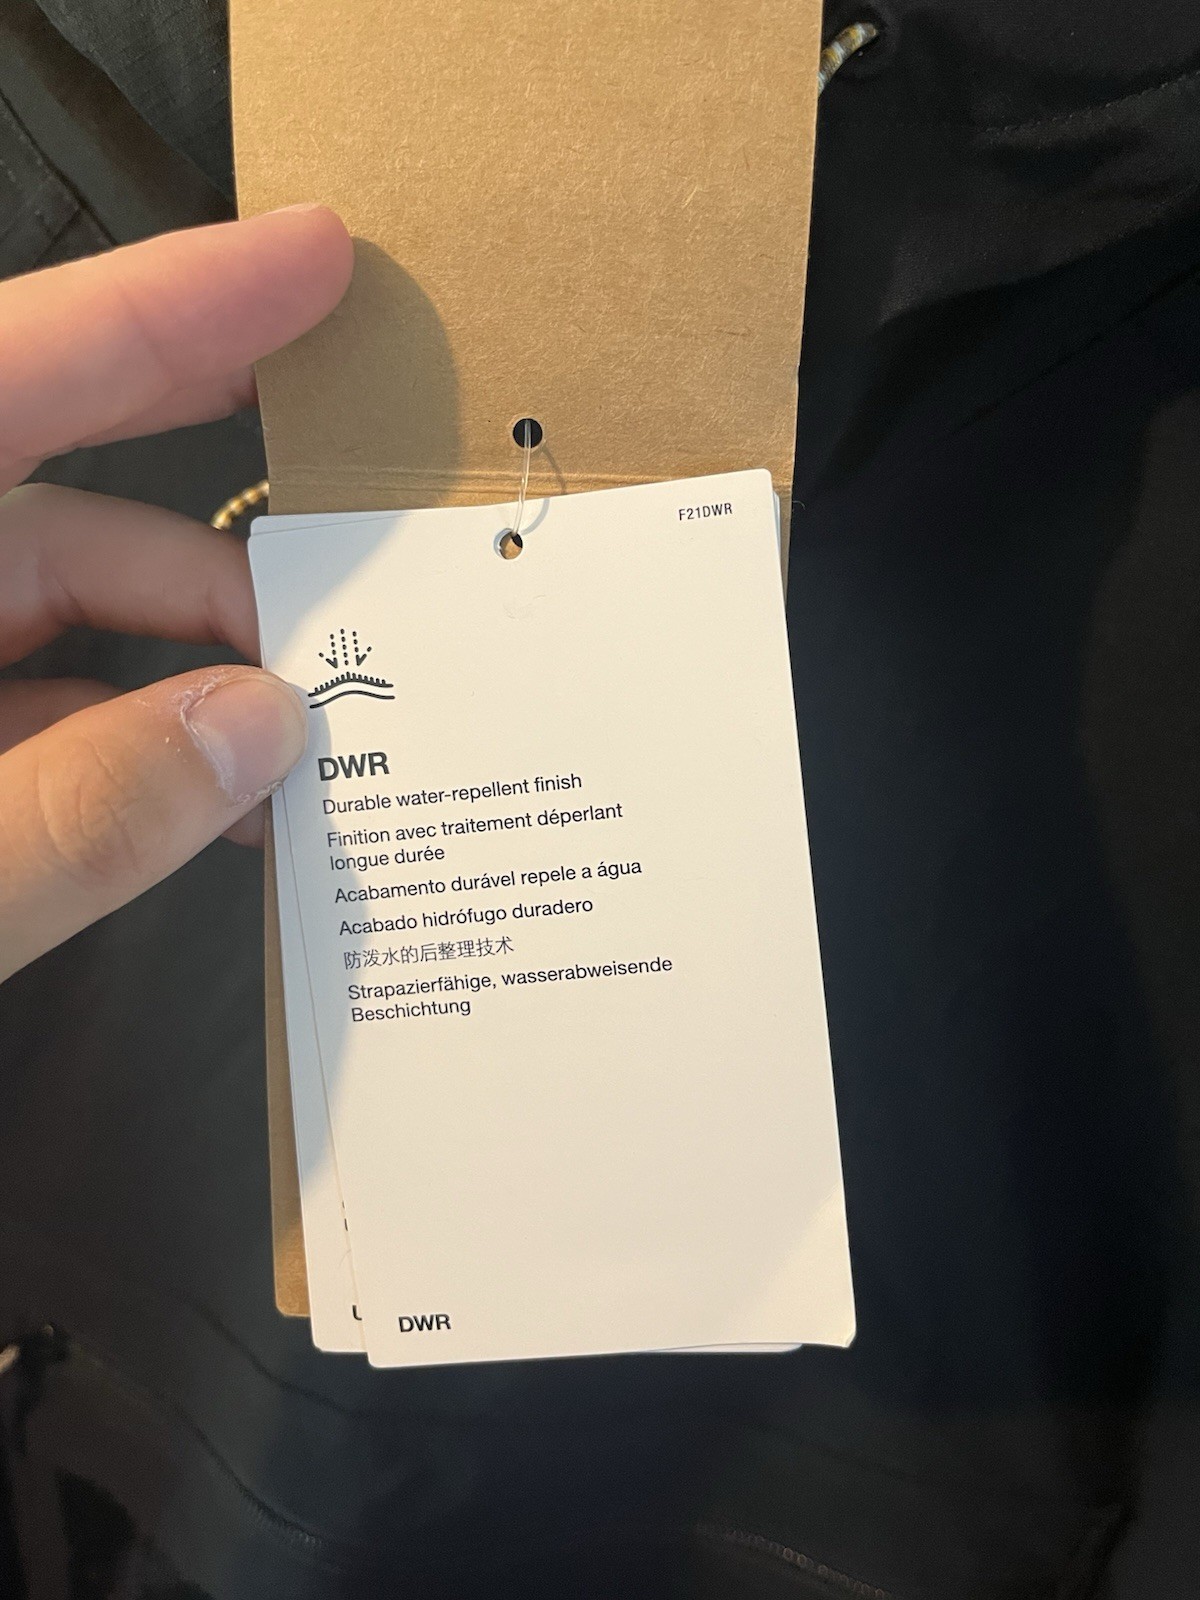 F21DWR
DWR
Durable water-repellent finish
Finition avec traitement déperlant
longue durée
Acabamento durável repele a água
Acabado hidrófugo duradero
防泼水的后整理技术
Strapazierfähige, wasserabweisende
Beschichtung
DWR